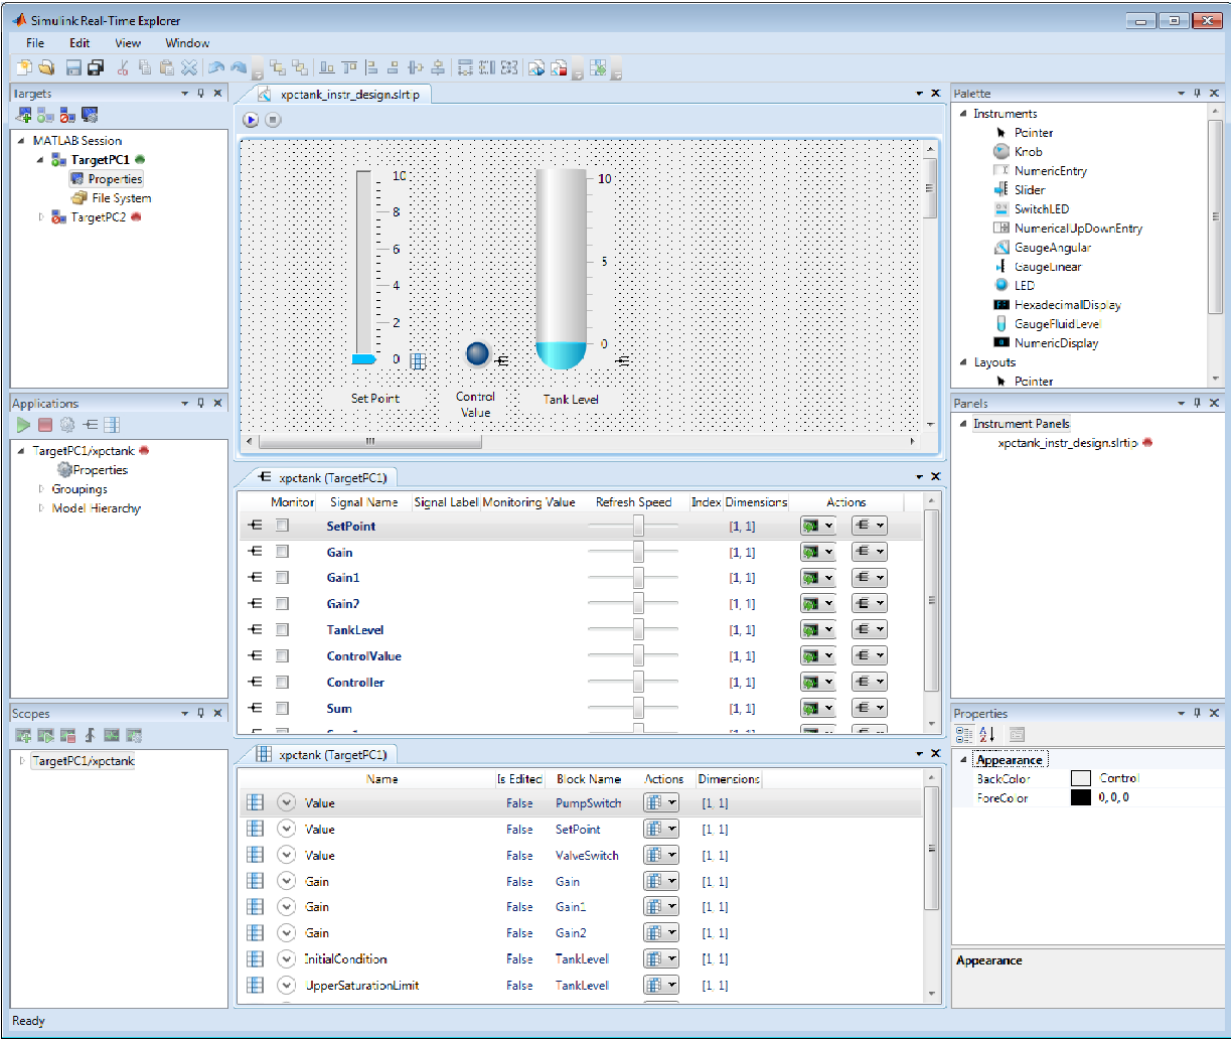 Simulink Real-Time Explorer
File Edit View Window
Targets
MATLAB Session
TargetPC1
Properties
File System
TargetPC2
Applications
TargetPC1/xpctank
Properties
Groupings
Model Hierarchy
Scopes
TargetPC1/xpctank
xpctank_instr_design.slrtip
10
8
6
4
2
0
Set Point
Control
Value
10
5
0
Tank Level
xpctank (TargetPC1)
Monitor Signal Name Signal Label Monitoring Value Refresh Speed Index Dimensions Actions
SetPoint [1, 1]
Gain [1, 1]
Gain1 [1, 1]
Gain2 [1, 1]
TankLevel [1, 1]
ControlValue [1, 1]
Controller [1, 1]
Sum [1, 1]
xpctank (TargetPC1)
Name Is Edited Block Name Actions Dimensions
Value False PumpSwitch [1, 1]
Value False SetPoint [1, 1]
Value False ValveSwitch [1, 1]
Gain False Gain [1, 1]
Gain False Gain1 [1, 1]
Gain False Gain2 [1, 1]
InitialCondition False TankLevel [1, 1]
UpperSaturationLimit False TankLevel [1, 1]
Palette
Instruments
Pointer
Knob
NumericEntry
Slider
SwitchLED
NumericalUpDownEntry
GaugeAngular
GaugeLinear
LED
HexadecimalDisplay
GaugeFluidLevel
NumericDisplay
Layouts
Pointer
Panels
Instrument Panels
xpctank_instr_design.slrtip
Properties
Appearance
BackColor Control
ForeColor 0, 0, 0
Appearance
Ready